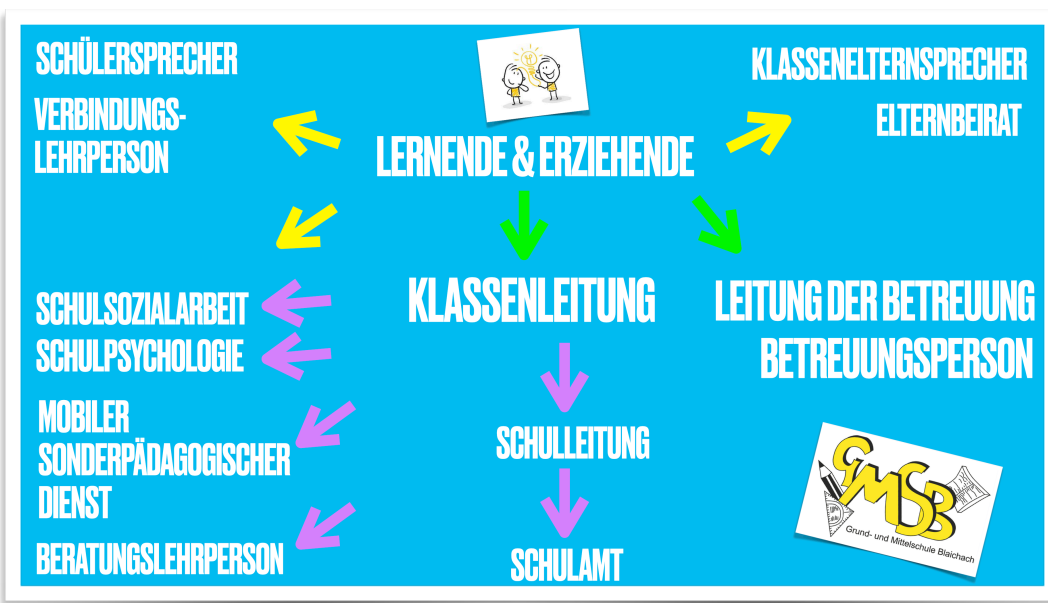 SCHÜLERSPRECHER
VERBINDUNGS-
LEHRPERSON
KLASSENELTERNSPRECHER
ELTERNBEIRAT
LERNENDE & ERZIEHENDE
KLASSENLEITUNG
LEITUNG DER BETREUUNG
BETREUUNGSPERSON
SCHULSOZIALARBEIT
SCHULPSYCHOLOGIE
MOBILER
SONDERPÄDAGOGISCHER
DIENST
BERATUNGSLEHRPERSON
SCHULLEITUNG
SCHULAMT
GMSB
Grund- und Mittelschule Blaichach